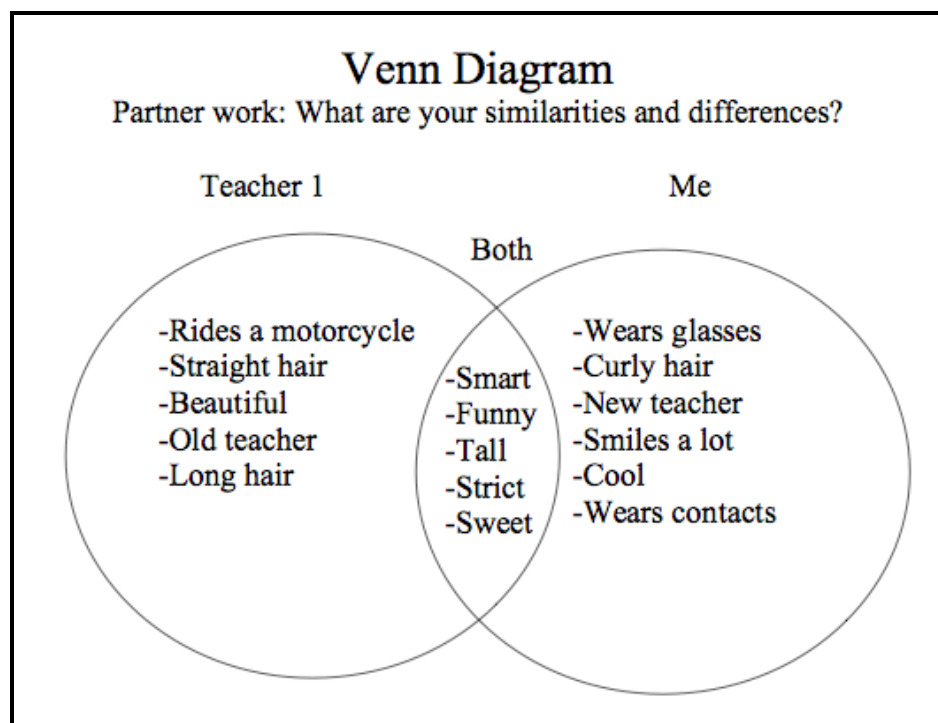 Venn Diagram
Partner work: What are your similarities and differences?
Teacher 1
Me
Both
-Rides a motorcycle
-Straight hair
-Beautiful
-Old teacher
-Long hair
-Smart
-Funny
-Tall
-Strict
-Sweet
-Wears glasses
-Curly hair
-New teacher
-Smiles a lot
-Cool
-Wears contacts